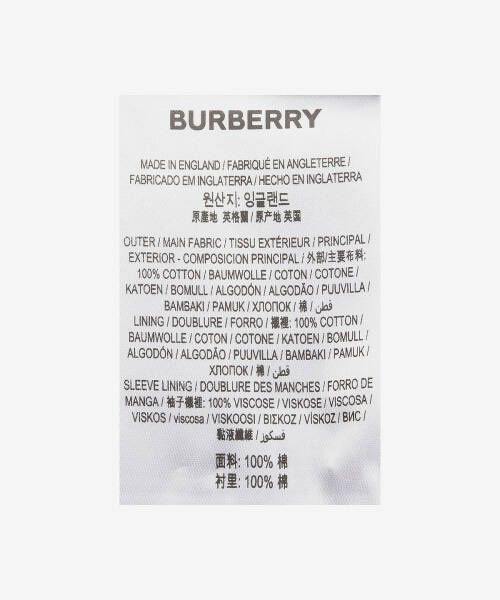 BURBERRY
MADE IN ENGLAND / FABRIQUÉ EN ANGLETERRE /
FABRICADO EM INGLATERRA / HECHO EN INGLATERRA
원산지: 잉글랜드
原產地 英格蘭 / 原产地 英国
OUTER / MAIN FABRIC / TISSU EXTÉRIEUR / PRINCIPAL /
EXTERIOR - COMPOSICION PRINCIPAL / 外部/主要布料:
100% COTTON / BAUMWOLLE / COTON / COTONE /
KATOEN / BOMULL / ALGODÓN / ALGODÃO / PUUVILLA /
BAMBAKI / PAMUK / ХЛОПОК / 棉 / قطن /
LINING / DOUBLURE / FORRO / 襯裡: 100% COTTON /
BAUMWOLLE / COTON / COTONE / KATOEN / BOMULL /
ALGODÓN / ALGODÃO / PUUVILLA / BAMBAKI / PAMUK /
ХЛОПОК / 棉 / قطن /
SLEEVE LINING / DOUBLURE DES MANCHES / FORRO DE
MANGA / 袖子襯裡: 100% VISCOSE / VISKOSE / VISCOSA /
VISKOS / viscosa / VISKOOSI / ΒΙΣΚΟΖ / VİSKOZ / ВИС /
黏液纖維 / فسكوز /
面料: 100% 棉
衬里: 100% 棉